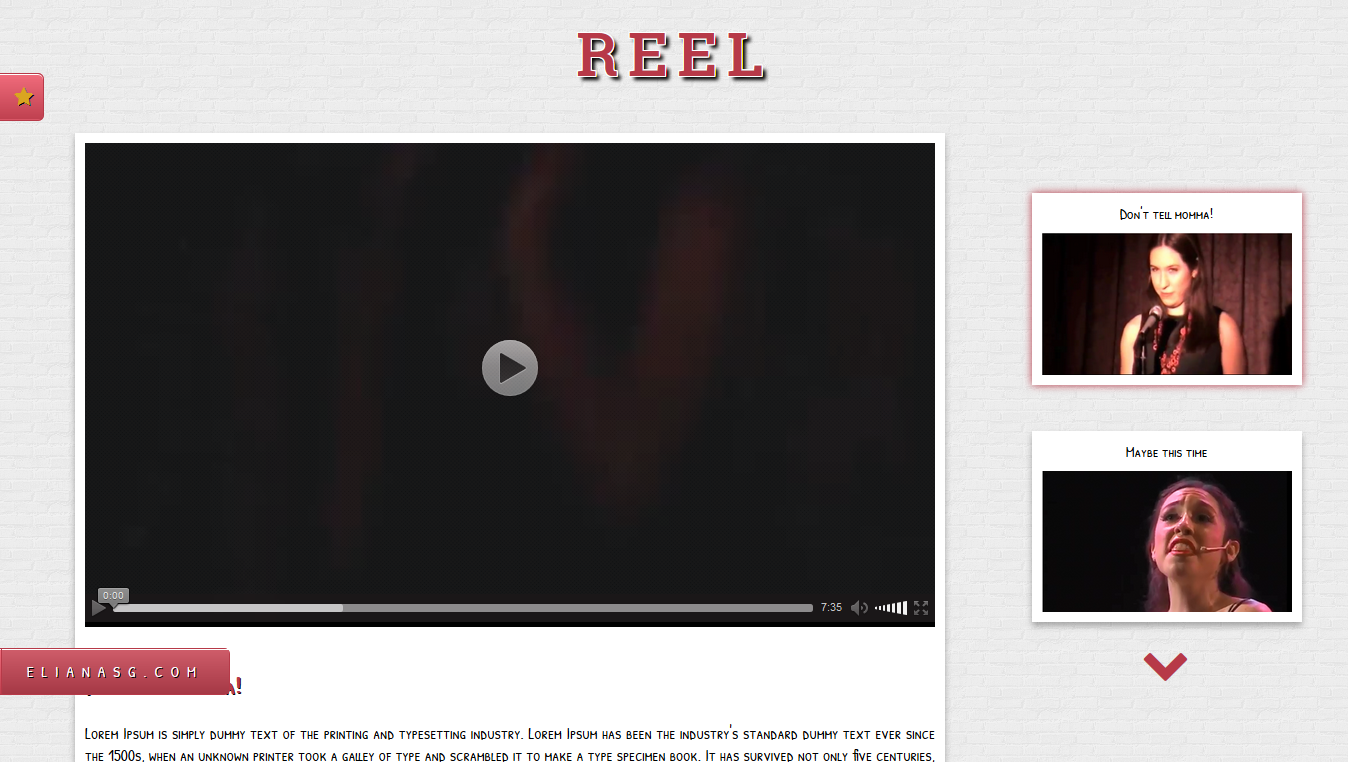 REEL
Don't tell momma!
Maybe this time
0:00
7:35
ELIANASG.COM
Lorem Ipsum is simply dummy text of the printing and typesetting industry. Lorem Ipsum has been the industry's standard dummy text ever since
the 1500s, when an unknown printer took a galley of type and scrambled it to make a type specimen book. It has survived not only five centuries,